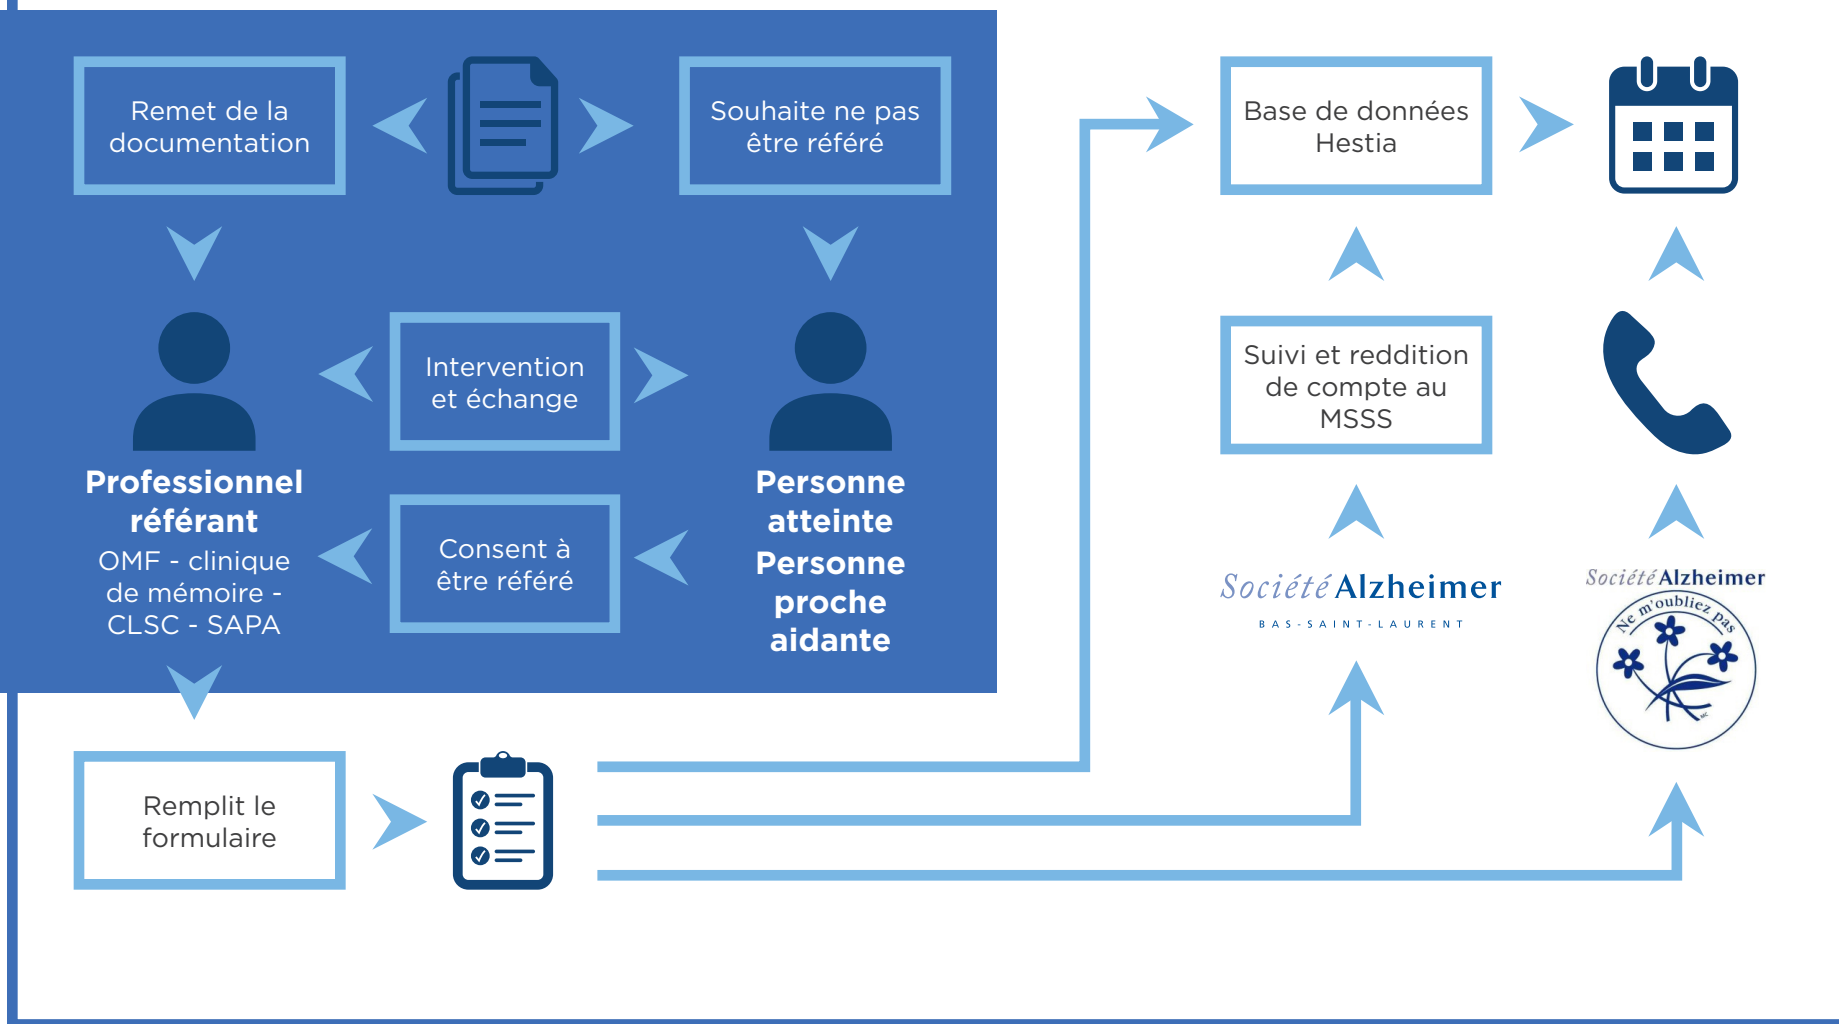 Remet de la
documentation
Souhaite ne pas
être référé
Intervention
et échange
Professionnel
référant
OMF - clinique
de mémoire -
CLSC - SAPA
Consent à
être référé
Personne
atteinte
Personne
proche
aidante
Remplit le
formulaire
Base de données
Hestia
Suivi et reddition
de compte au
MSSS
Société Alzheimer
BAS-SAINT-LAURENT
Société Alzheimer
Ne m'oubliez pas
MC